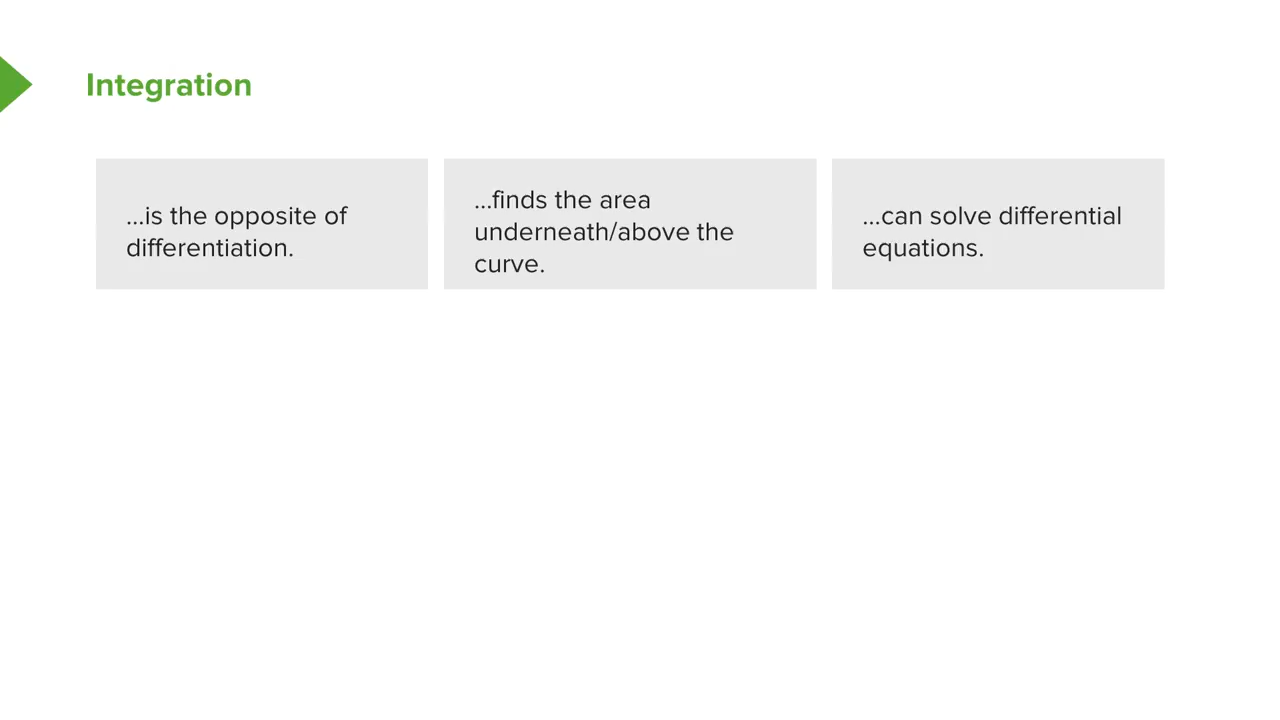 Integration
...is the opposite of
differentiation.
...finds the area
underneath/above the
curve.
...can solve differential
equations.